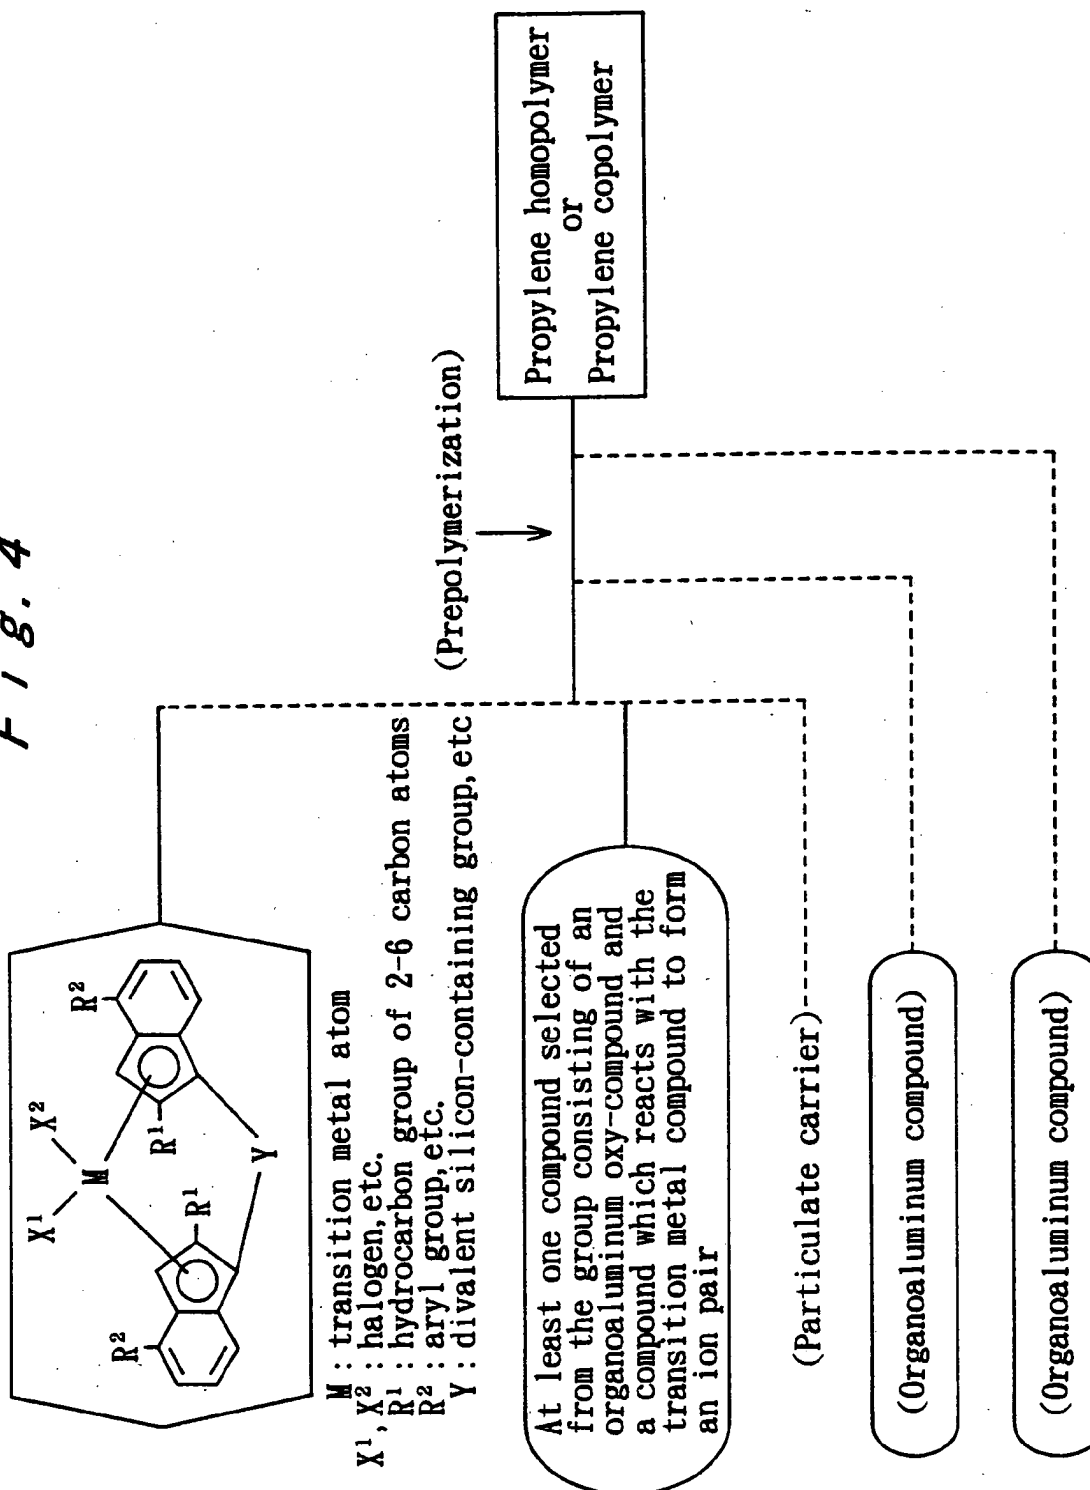 Fig. 4
X¹
X²
M
R²
R¹
R¹
R²
Y
M : transition metal atom
X¹, X² : halogen, etc.
R¹ : hydrocarbon group of 2-6 carbon atoms
R² : aryl group, etc.
Y : divalent silicon-containing group, etc
(Prepolymerization)
Propylene homopolymer
or
Propylene copolymer
At least one compound selected
from the group consisting of an
organoaluminum oxy-compound and
a compound which reacts with the
transition metal compound to form
an ion pair
(Particulate carrier)
(Organoaluminum compound)
(Organoaluminum compound)